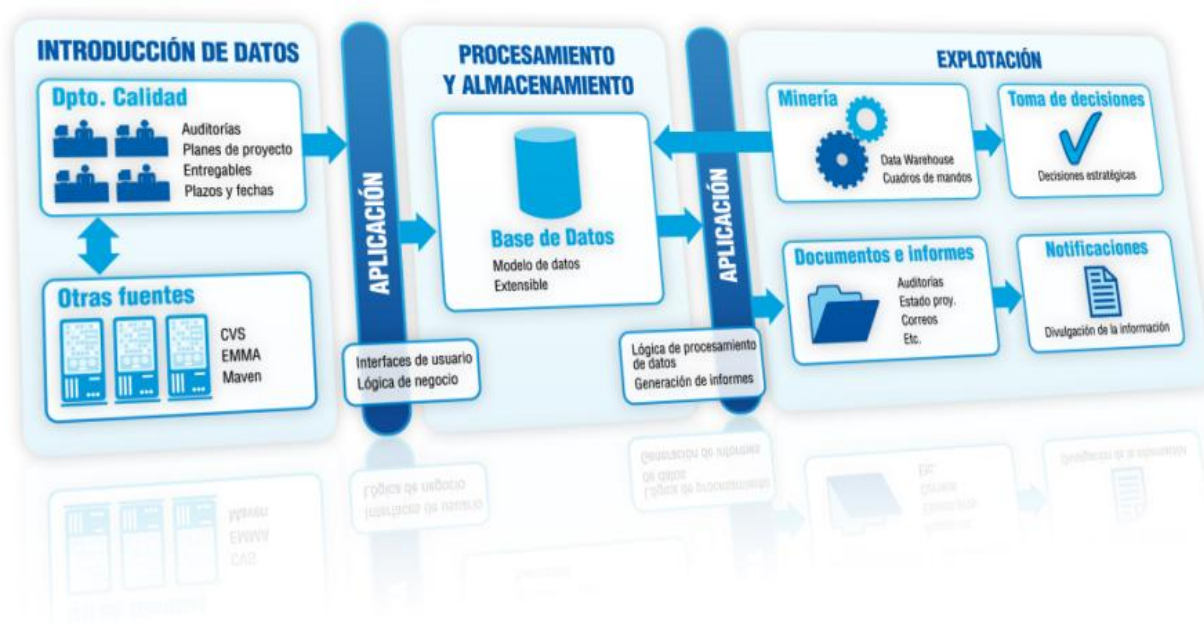 INTRODUCCIÓN DE DATOS
Dpto. Calidad
Auditorías
Planes de proyecto
Entregables
Plazos y fechas
Otras fuentes
CVS
EMMA
Maven
APLICACIÓN
Interfaces de usuario
Lógica de negocio
PROCESAMIENTO
Y ALMACENAMIENTO
Base de Datos
Modelo de datos
Extensible
APLICACIÓN
Lógica de procesamiento
de datos
Generación de informes
EXPLOTACIÓN
Minería
Data Warehouse
Cuadros de mandos
Toma de decisiones
Decisiones estratégicas
Documentos e informes
Auditorías
Estado proy.
Correos
Etc.
Notificaciones
Divulgación de la información